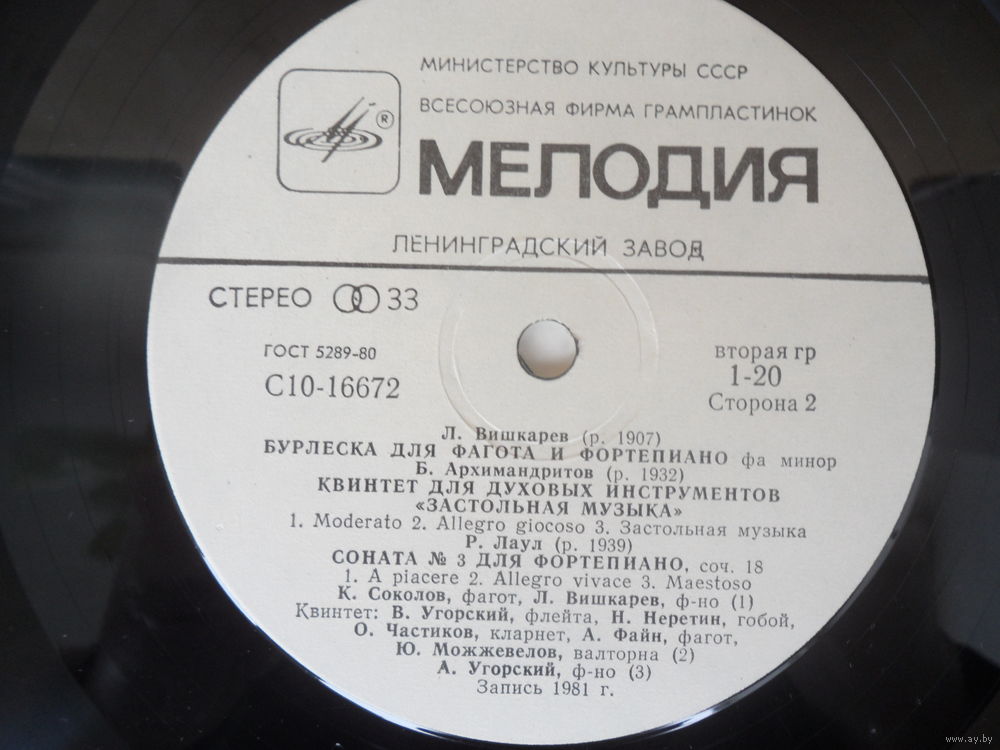 МИНИСТЕРСТВО КУЛЬТУРЫ СССР
ВСЕСОЮЗНАЯ ФИРМА ГРАМПЛАСТИНОК
®
МЕЛОДИЯ
ЛЕНИНГРАДСКИЙ ЗАВОД
СТЕРЕО 33
ГОСТ 5289-80
С10-16672
вторая гр
1-20
Сторона 2
Л. Вишкарев (р. 1907)
БУРЛЕСКА ДЛЯ ФАГОТА И ФОРТЕПИАНО фа минор
Б. Архимандритов (р. 1932)
КВИНТЕТ ДЛЯ ДУХОВЫХ ИНСТРУМЕНТОВ
«ЗАСТОЛЬНАЯ МУЗЫКА»
1. Moderato 2. Allegro giocoso 3. Застольная музыка
Р. Лаул (р. 1939)
СОНАТА № 3 ДЛЯ ФОРТЕПИАНО, соч. 18
1. A piacere 2. Allegro vivace 3. Maestoso
К. Соколов, фагот, Л. Вишкарев, ф-но (1)
Квинтет: В. Угорский, флейта, Н. Неретин, гобой,
О. Частиков, кларнет, А. Файн, фагот,
Ю. Можжевелов, валторна (2)
А. Угорский, ф-но (3)
Запись 1981 г.
www.ay.by